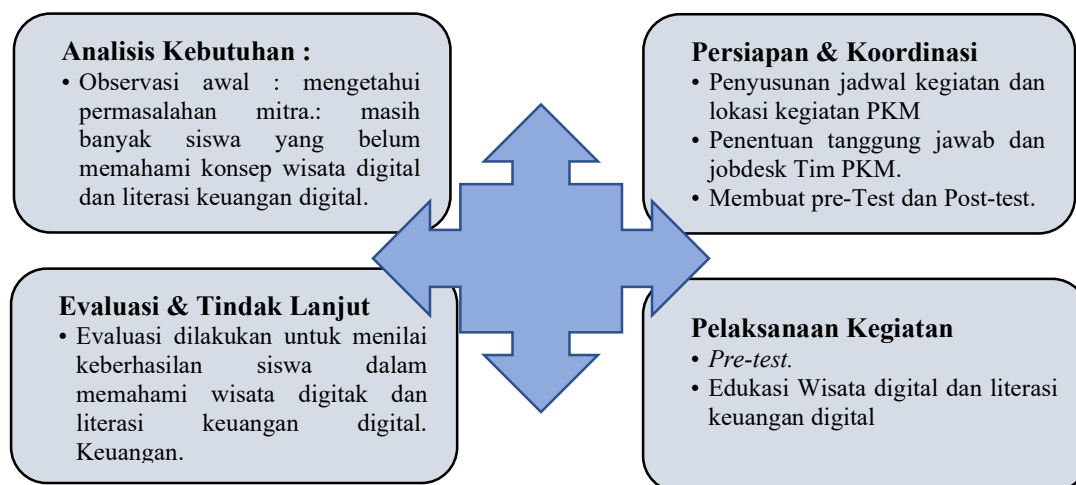 Analisis Kebutuhan :
• Observasi awal : mengetahui
permasalahan mitra.: masih
banyak siswa yang belum
memahami konsep wisata digital
dan literasi keuangan digital.
Persiapan & Koordinasi
• Penyusunan jadwal kegiatan dan
lokasi kegiatan PKM
• Penentuan tanggung jawab dan
jobdesk Tim PKM.
• Membuat pre-Test dan Post-test.
Evaluasi & Tindak Lanjut
• Evaluasi dilakukan untuk menilai
keberhasilan siswa dalam
memahami wisata digitak dan
literasi keuangan digital.
Keuangan.
Pelaksanaan Kegiatan
• Pre-test.
• Edukasi Wisata digital dan literasi
keuangan digital